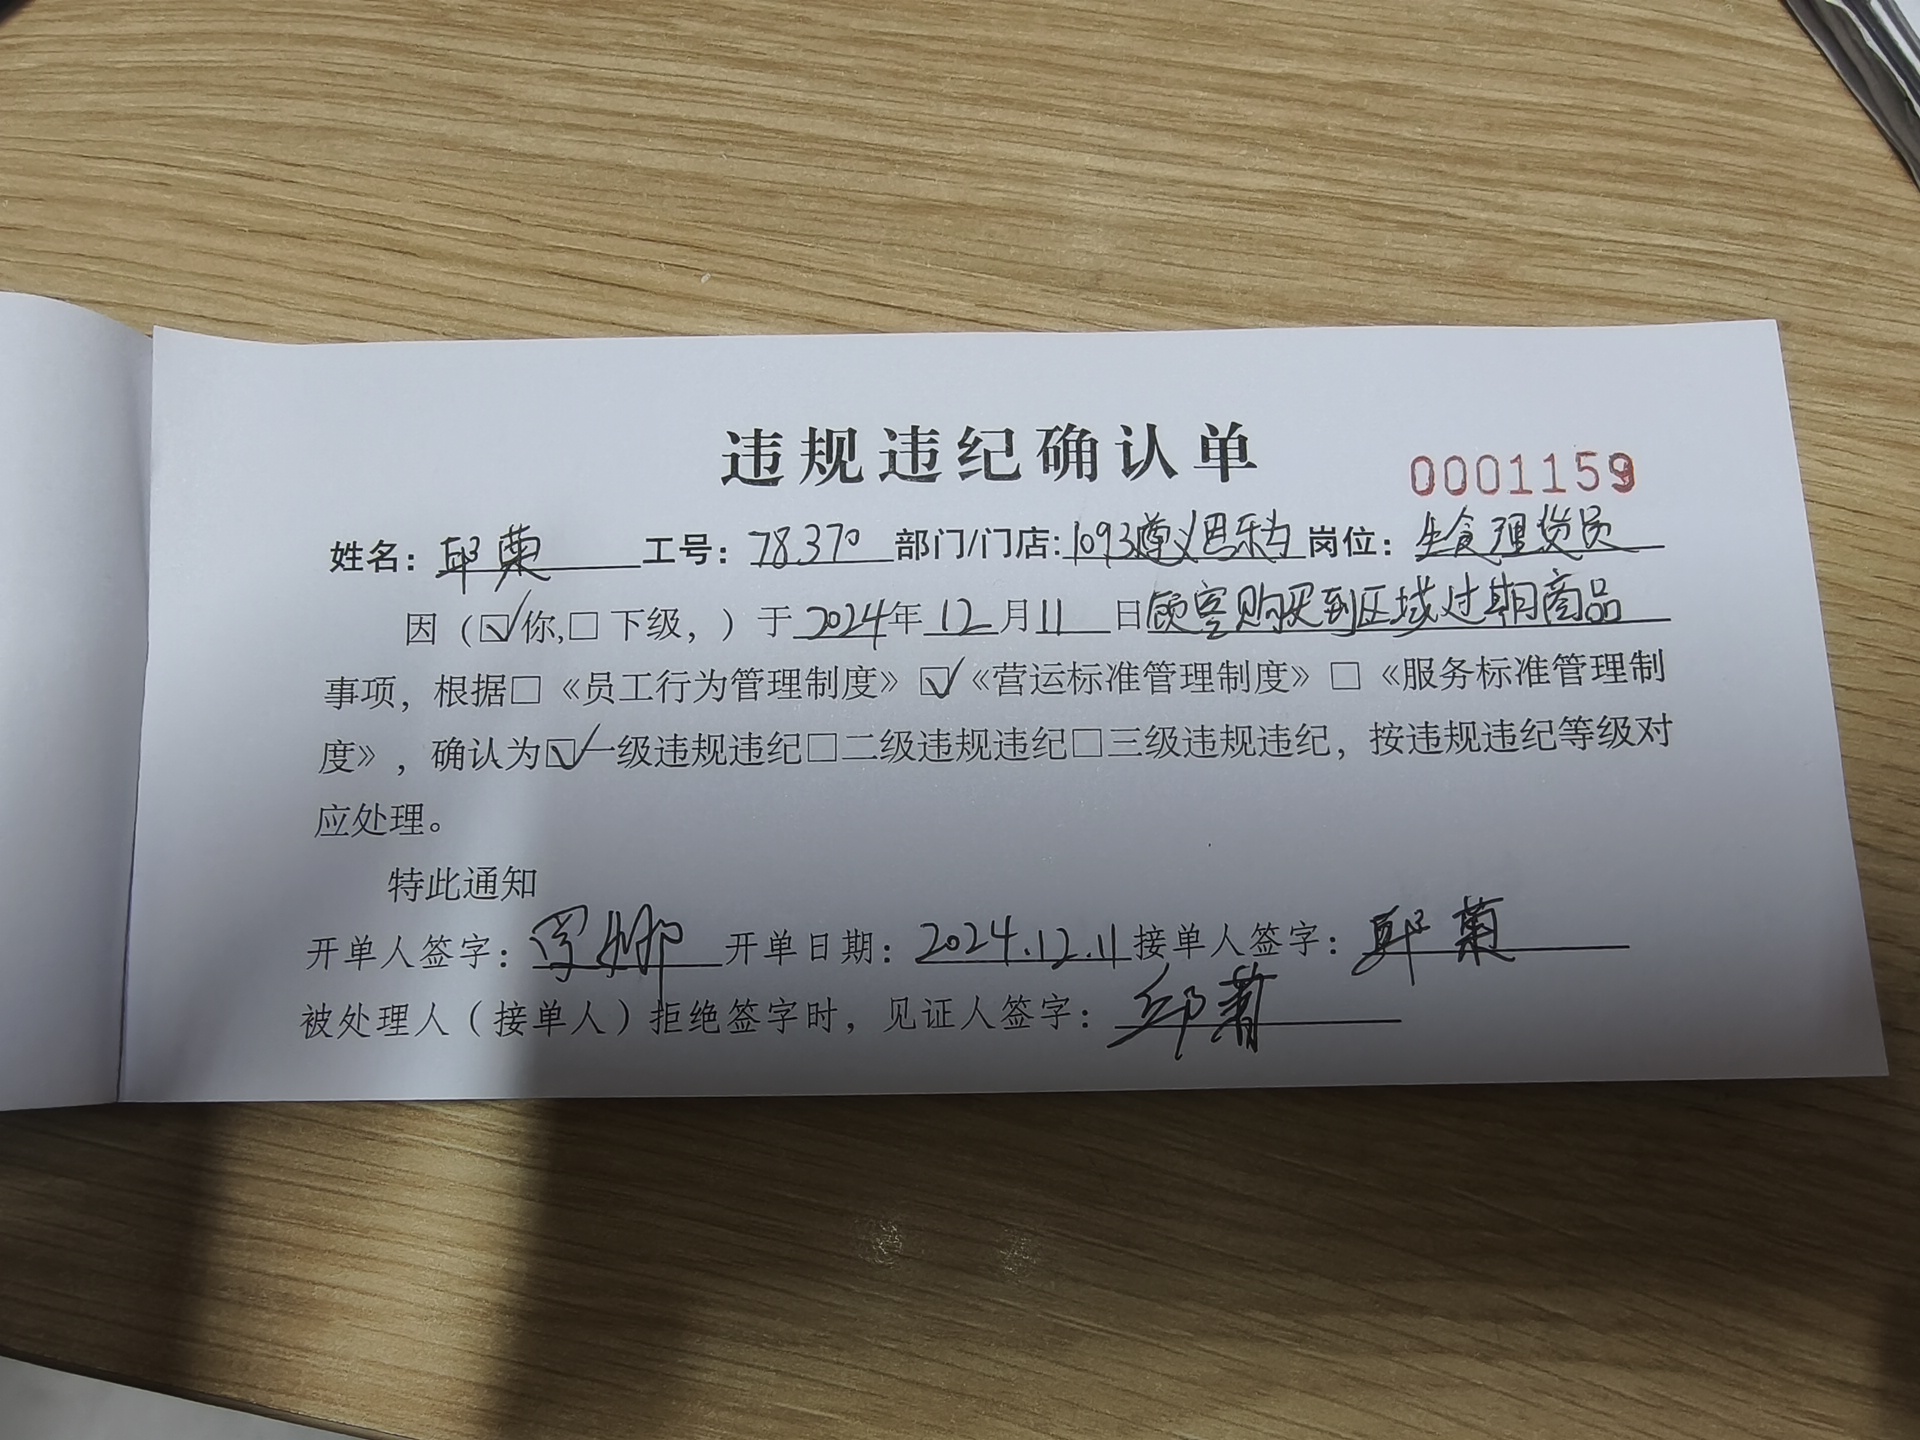 违规违纪确认单
0001159
姓名：邱菊 工号：78370 部门/门店：1093遵义思乐 岗位：生食理货员
因（☑你,□下级，）于2024年12月11日顾客购买到区域过期商品
事项，根据□《员工行为管理制度》☑《营运标准管理制度》□《服务标准管理制
度》，确认为☑一级违规违纪□二级违规违纪□三级违规违纪，按违规违纪等级对
应处理。
特此通知
开单人签字：娜 开单日期：2024.12.11 接单人签字：邱菊
被处理人（接单人）拒绝签字时，见证人签字：邱